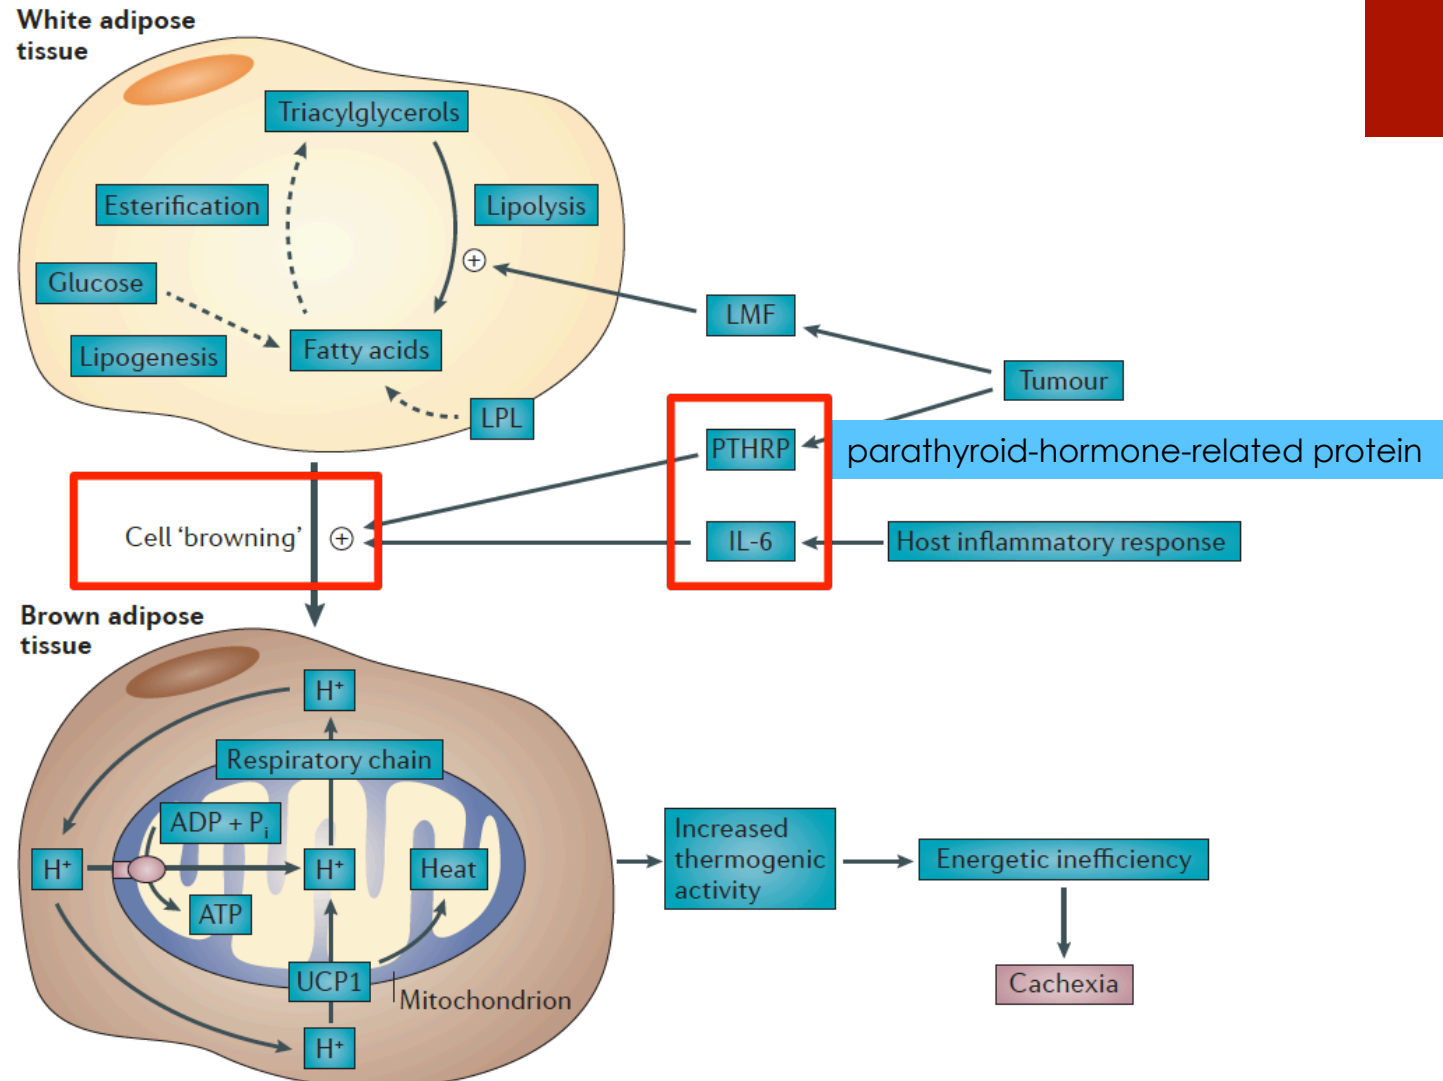 White adipose
tissue
Triacylglycerols
Esterification
Lipolysis
+
Glucose
LMF
Lipogenesis
Fatty acids
Tumour
LPL
PTHRP
parathyroid-hormone-related protein
Cell ‘browning’
+
IL-6
Host inflammatory response
Brown adipose
tissue
H⁺
Respiratory chain
ADP + Pᵢ
H⁺
H⁺
Heat
ATP
UCP1
Mitochondrion
H⁺
Increased
thermogenic
activity
Energetic inefficiency
Cachexia